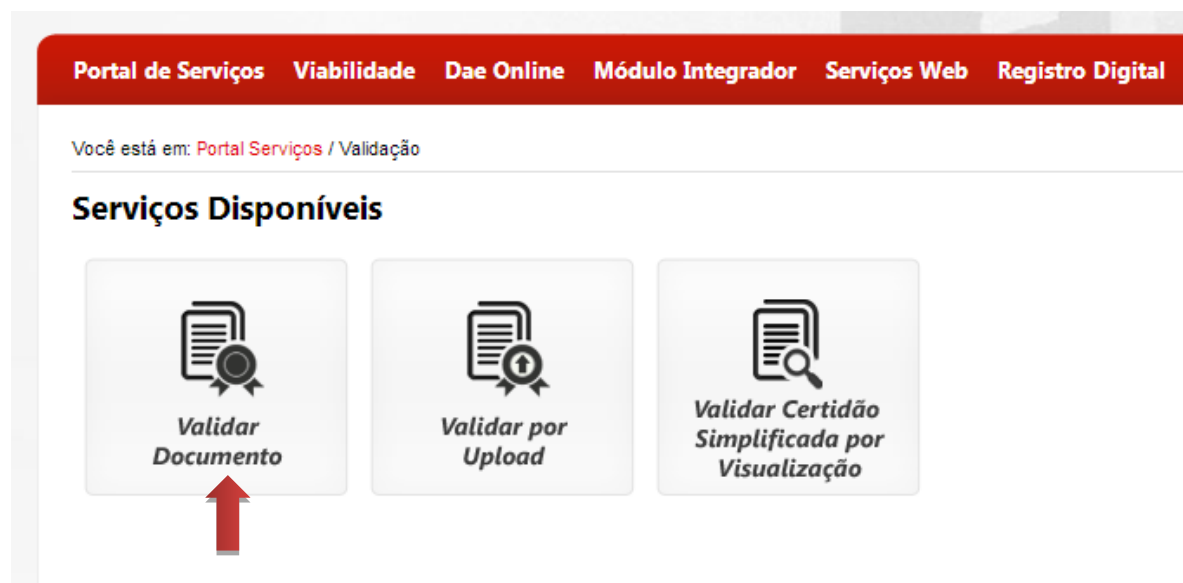 Portal de Serviços Viabilidade Dae Online Módulo Integrador Serviços Web Registro Digital
Você está em: Portal Serviços / Validação
Serviços Disponíveis
Validar
Documento
Validar por
Upload
Validar Certidão
Simplificada por
Visualização